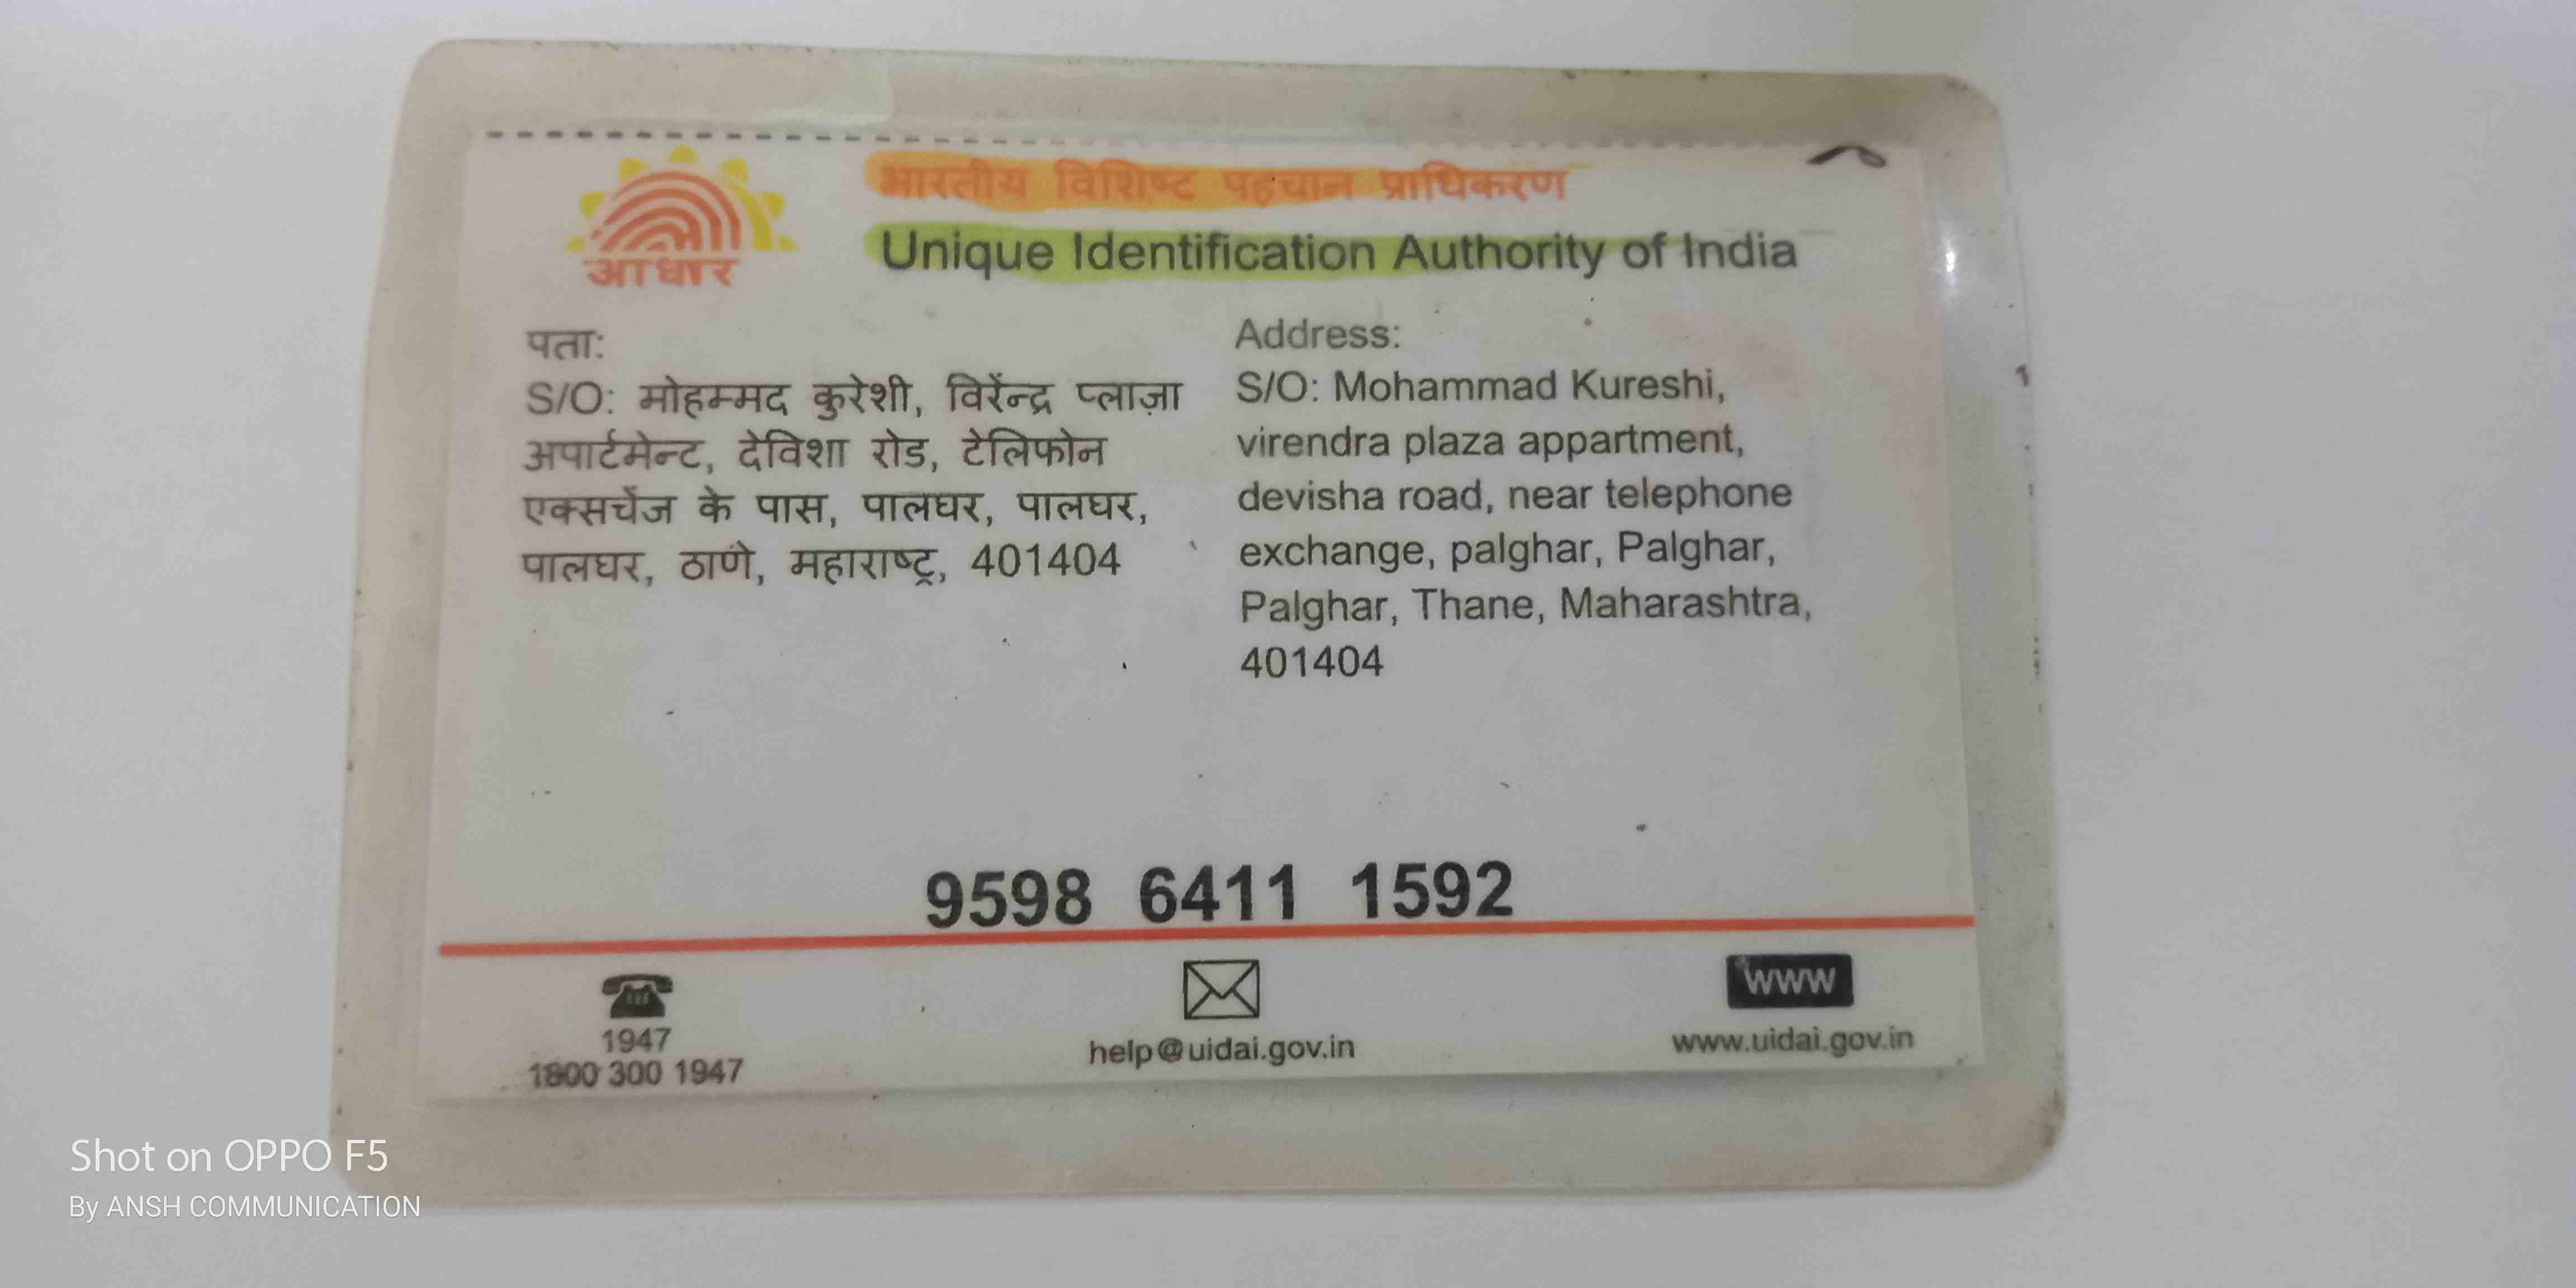 भारतीय विशिष्ट पहचान प्राधिकरण
Unique Identification Authority of India
आधार
पता:
S/O: मोहम्मद कुरेशी, विरेंन्द्र प्लाज़ा
अपार्टमेन्ट, देविशा रोड, टेलिफोन
एक्सचेंज के पास, पालघर, पालघर,
पालघर, ठाणे, महाराष्ट्र, 401404
Address:
S/O: Mohammad Kureshi,
virendra plaza appartment,
devisha road, near telephone
exchange, palghar, Palghar,
Palghar, Thane, Maharashtra,
401404
9598 6411 1592
1947
1800 300 1947
help@uidai.gov.in
www
www.uidai.gov.in
Shot on OPPO F5
By ANSH COMMUNICATION